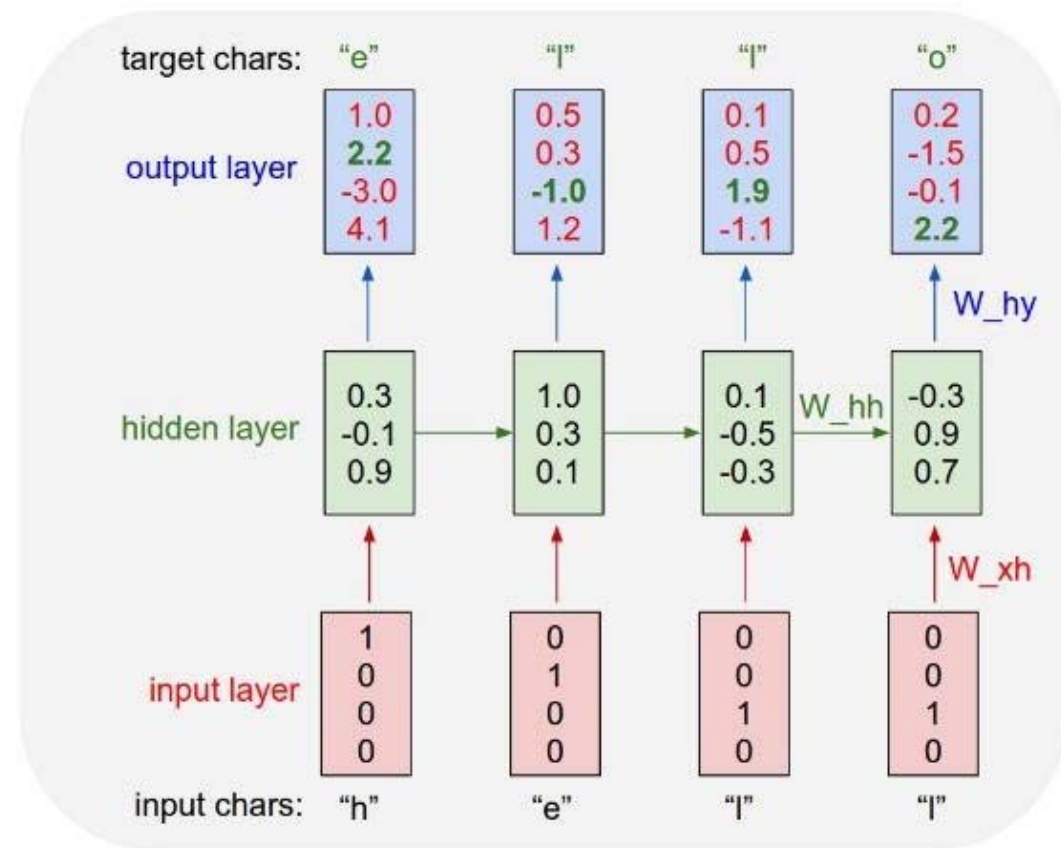 target chars: “e” “l” “l” “o”
output layer
1.0 0.5 0.1 0.2
2.2 0.3 0.5 -1.5
-3.0 -1.0 1.9 -0.1
4.1 1.2 -1.1 2.2
W_hy
hidden layer
0.3 1.0 0.1 -0.3
-0.1 0.3 -0.5 0.9
0.9 0.1 -0.3 0.7
W_hh
W_xh
input layer
1 0 0 0
0 1 0 0
0 0 1 1
0 0 0 0
input chars: “h” “e” “l” “l”